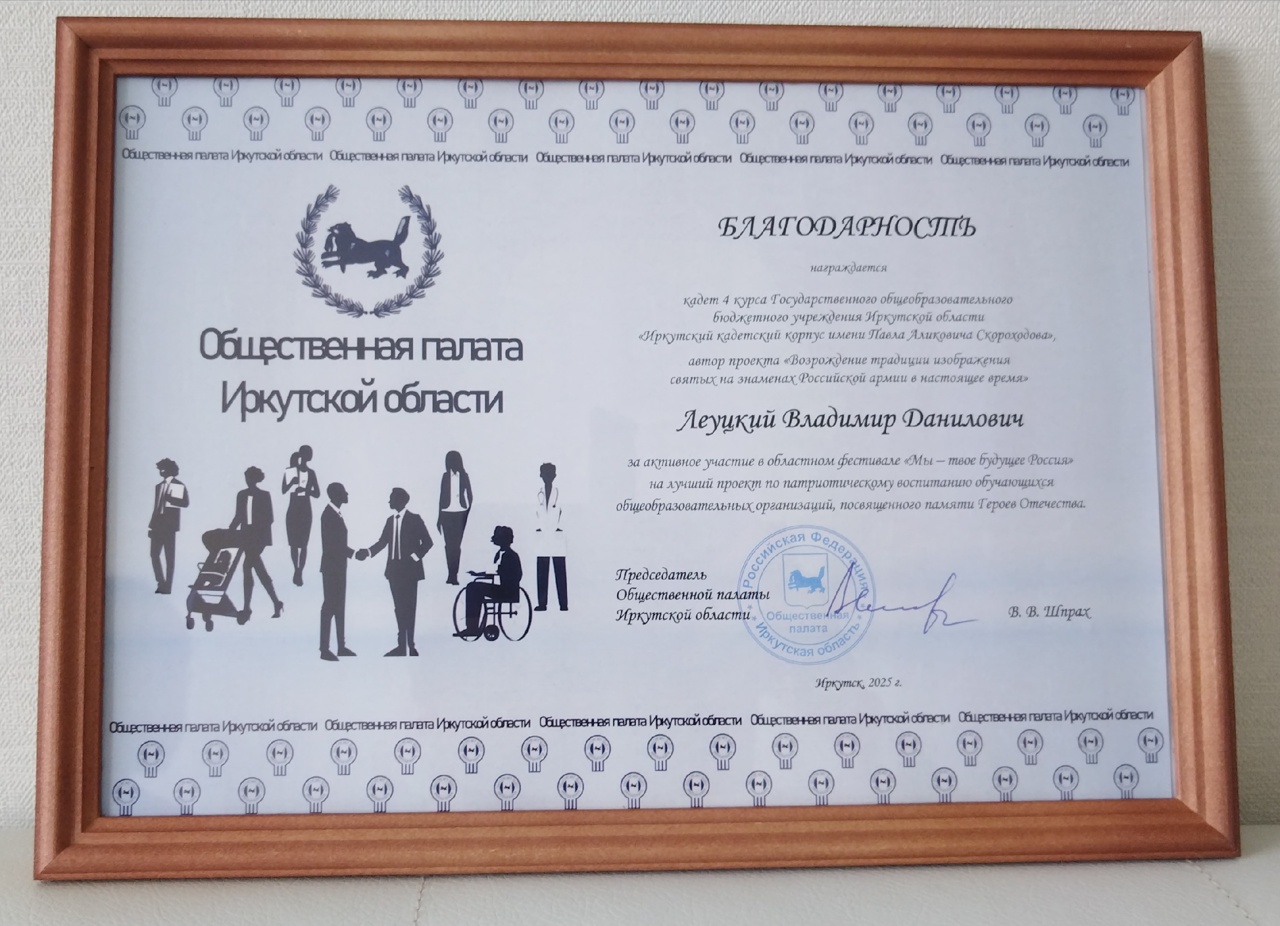 Общественная палата Иркутской области Общественная палата Иркутской области Общественная палата Иркутской области Общественная палата Иркутской области Общественная палата Иркутской области
Общественная палата
Иркутской области
БЛАГОДАРНОСТЬ
награждается
кадет 4 курса Государственного общеобразовательного
бюджетного учреждения Иркутской области
«Иркутский кадетский корпус имени Павла Аликовича Скороходова»,
автор проекта «Возрождение традиции изображения
святых на знаменах Российской армии в настоящее время»
Леуцкий Владимир Данилович
за активное участие в областном фестивале «Мы – твое будущее Россия»
на лучший проект по патриотическому воспитанию обучающихся
общеобразовательных организаций, посвященного памяти Героев Отечества.
Председатель
Общественной палаты
Иркутской области
Российская Федерация
Общественная
палата
Иркутская область
В. В. Шпрах
Иркутск, 2025 г.
Общественная палата Иркутской области Общественная палата Иркутской области Общественная палата Иркутской области Общественная палата Иркутской области Общественная палата Иркутской области